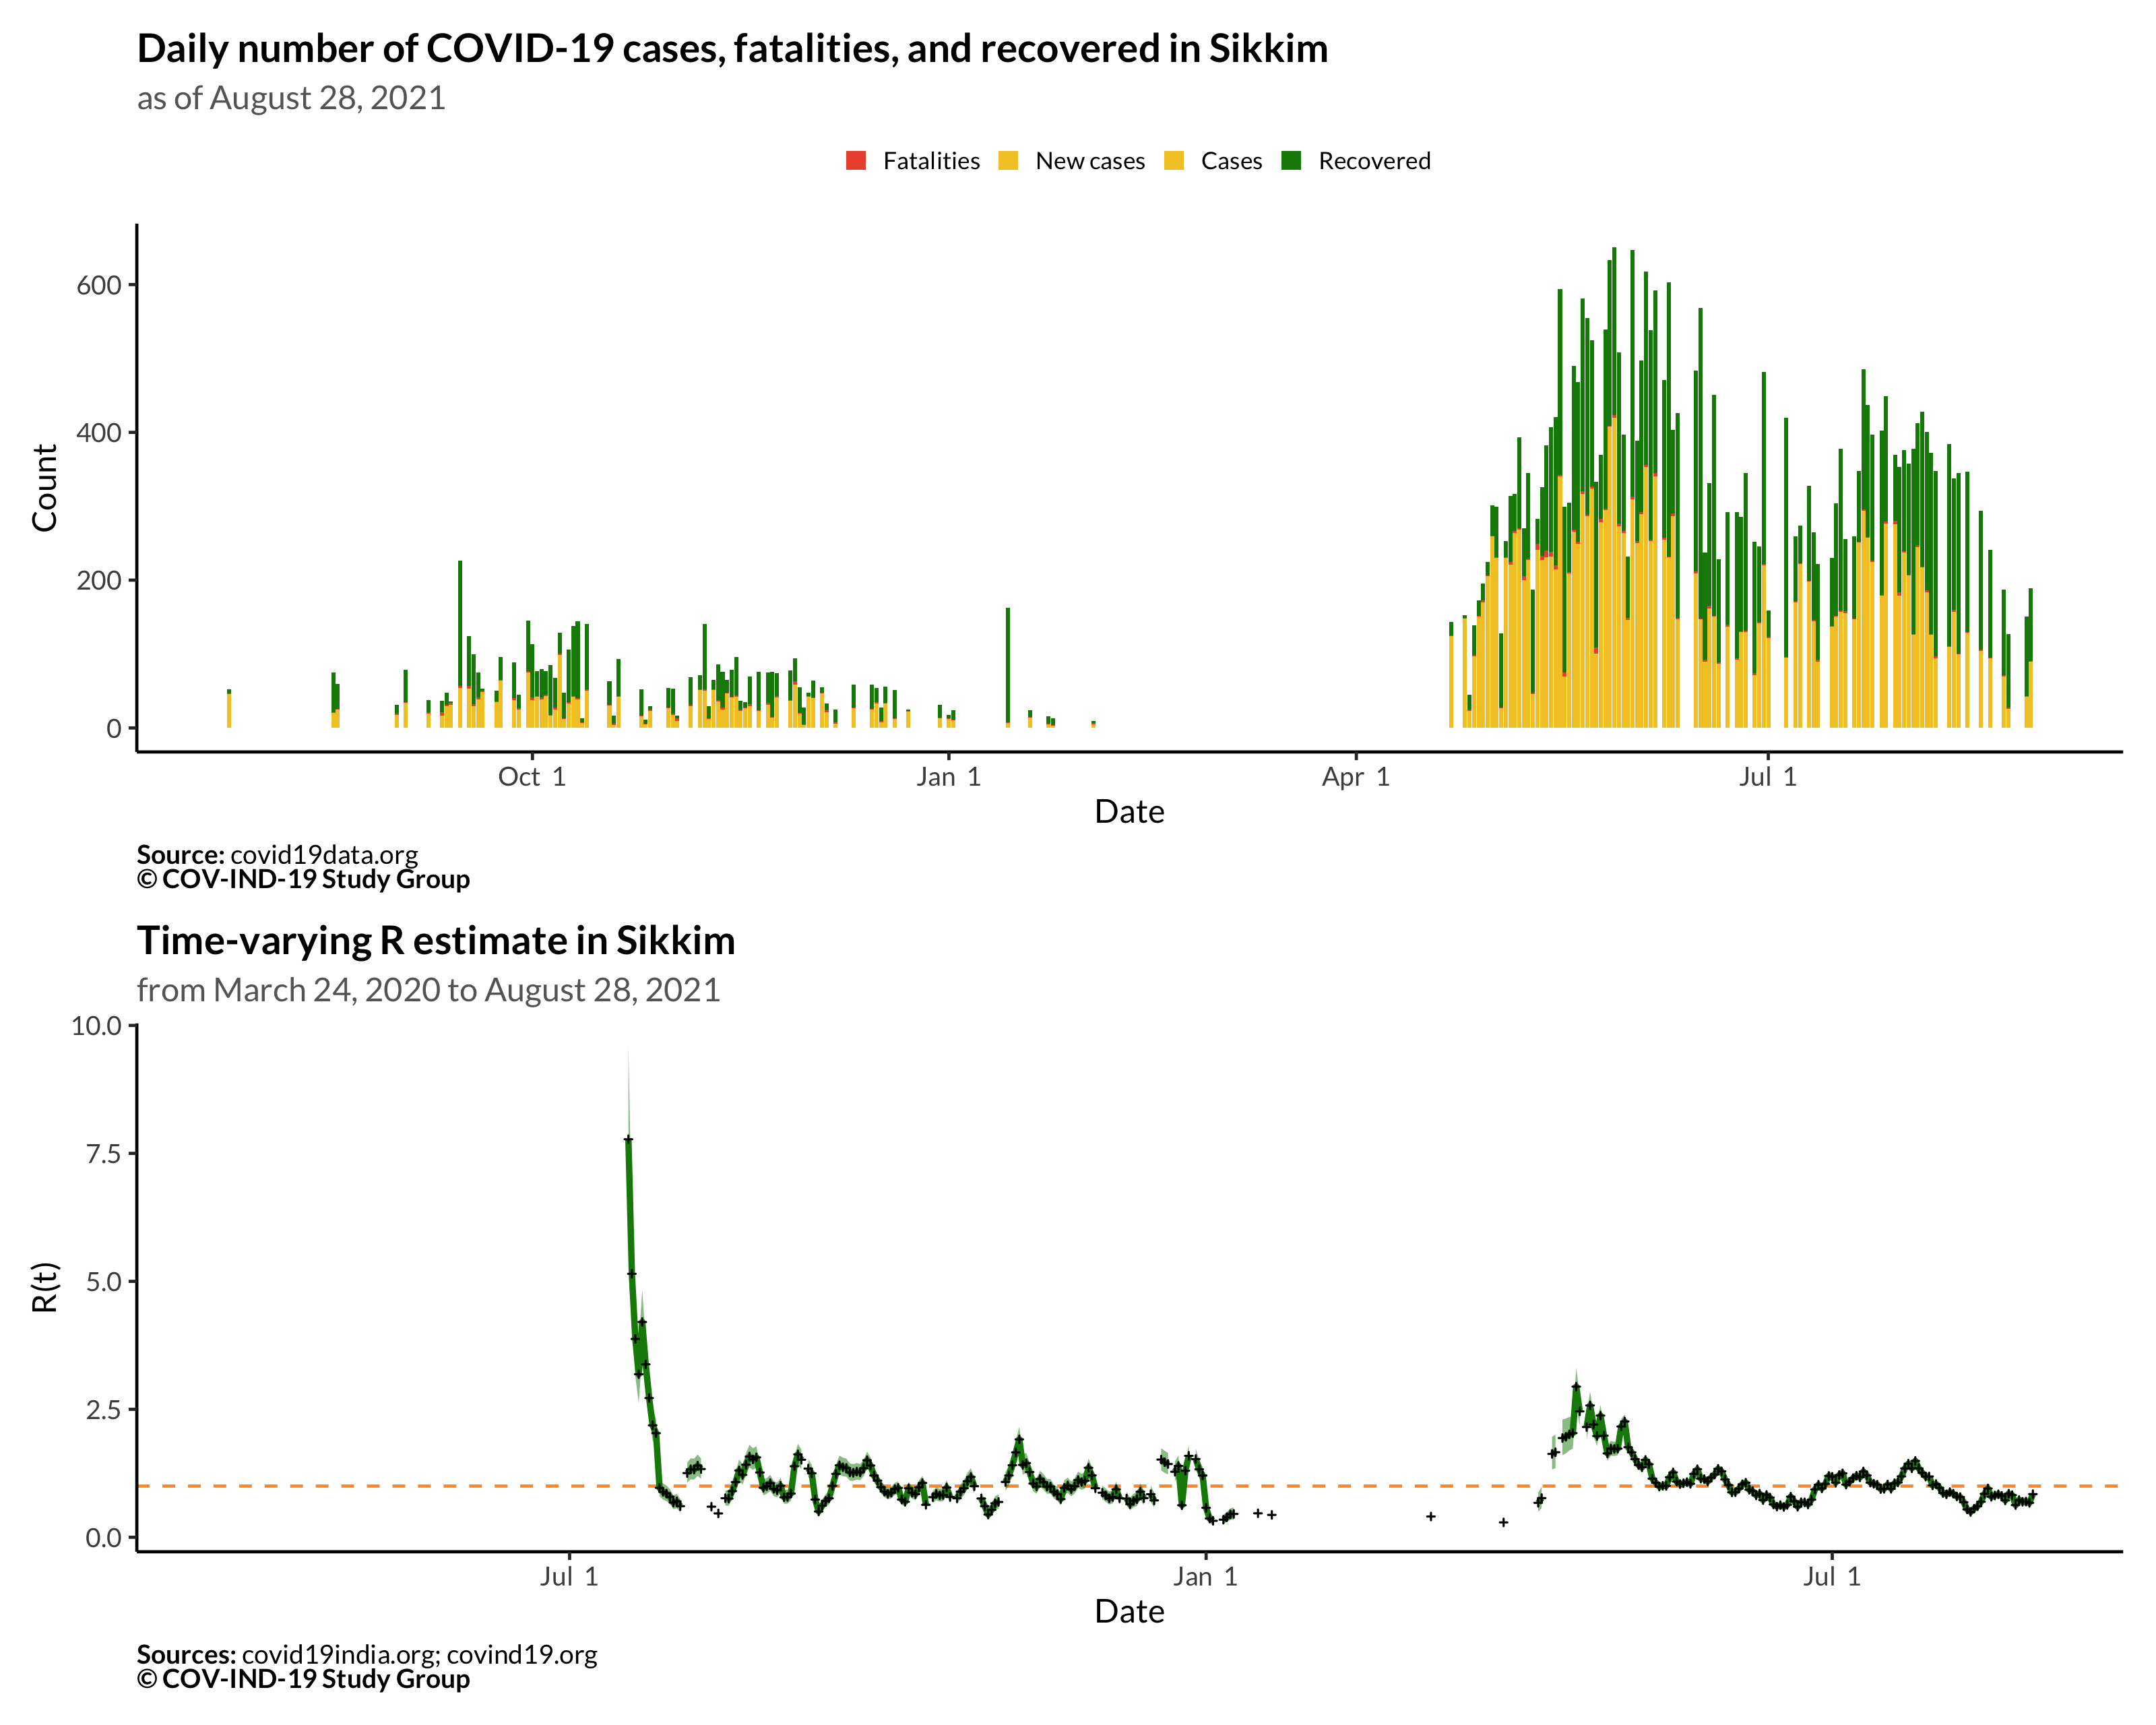 Daily number of COVID-19 cases, fatalities, and recovered in Sikkim
as of August 28, 2021
Fatalities New cases Cases Recovered
Count
600
400
200
0
Oct 1 Jan 1 Apr 1 Jul 1
Date
Source: covid19data.org
© COV-IND-19 Study Group
Time-varying R estimate in Sikkim
from March 24, 2020 to August 28, 2021
R(t)
10.0
7.5
5.0
2.5
0.0
Jul 1 Jan 1 Jul 1
Date
Sources: covid19india.org; covind19.org
© COV-IND-19 Study Group